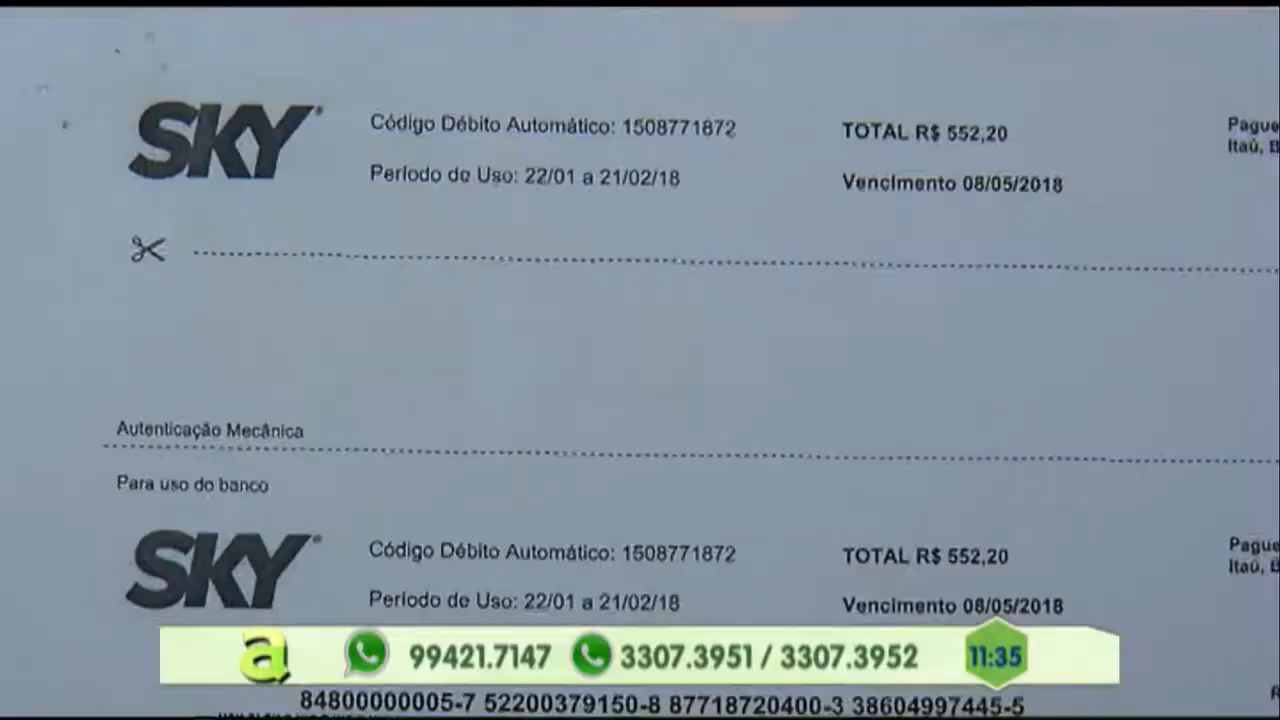 SKY
Código Débito Automático: 1508771872
TOTAL R$ 552,20
Pague
Itaú, B
Período de Uso: 22/01 a 21/02/18
Vencimento 08/05/2018
Autenticação Mecânica
Para uso do banco
SKY
Código Débito Automático: 1508771872
TOTAL R$ 552,20
Pague
Itaú, B
Período de Uso: 22/01 a 21/02/18
Vencimento 08/05/2018
a 99421.7147 3307.3951 / 3307.3952 11:35
84800000005-7 52200379150-8 87718720400-3 38604997445-5